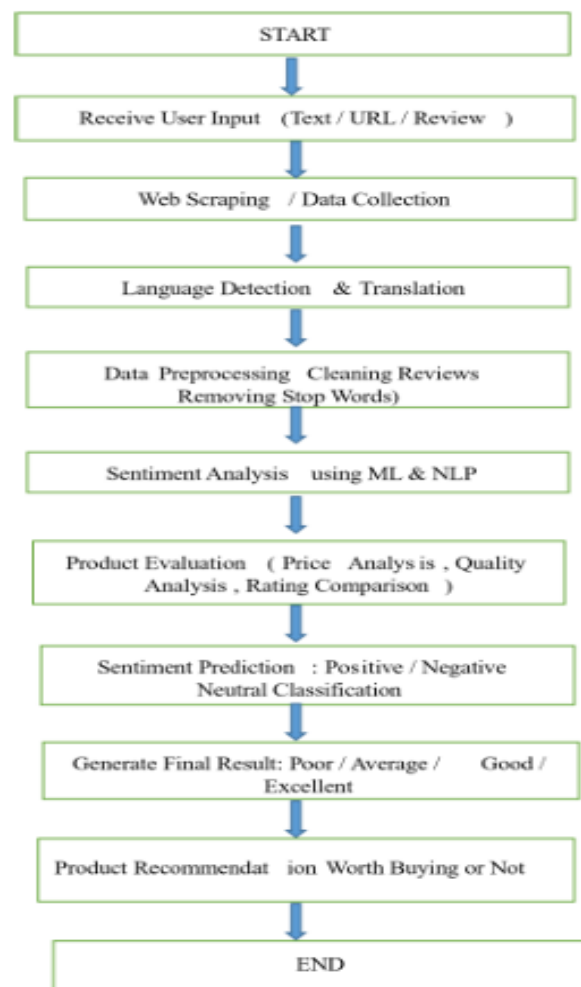 START
Receive User Input (Text / URL / Review )
Web Scraping / Data Collection
Language Detection & Translation
Data Preprocessing Cleaning Reviews
Removing Stop Words)
Sentiment Analysis using ML & NLP
Product Evaluation ( Price Analys is , Quality
Analysis , Rating Comparison )
Sentiment Prediction : Positive / Negative
Neutral Classification
Generate Final Result: Poor / Average / Good /
Excellent
Product Recommendat ion Worth Buying or Not
END